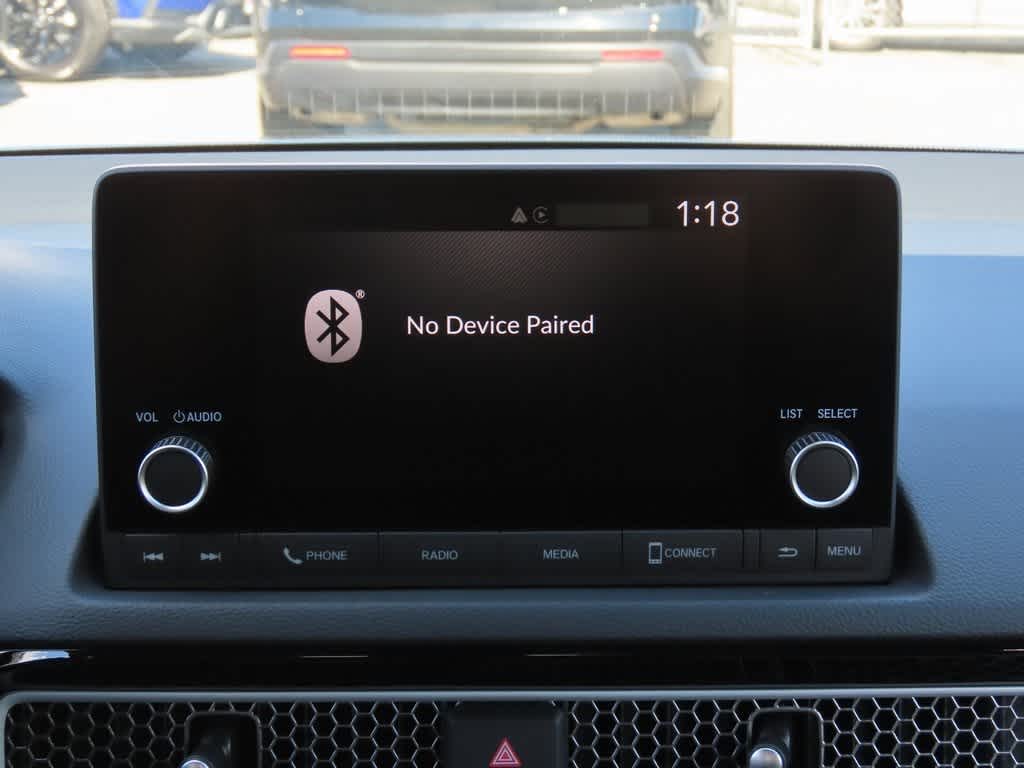 1:18
®
No Device Paired
VOL AUDIO
LIST SELECT
PHONE RADIO MEDIA CONNECT MENU